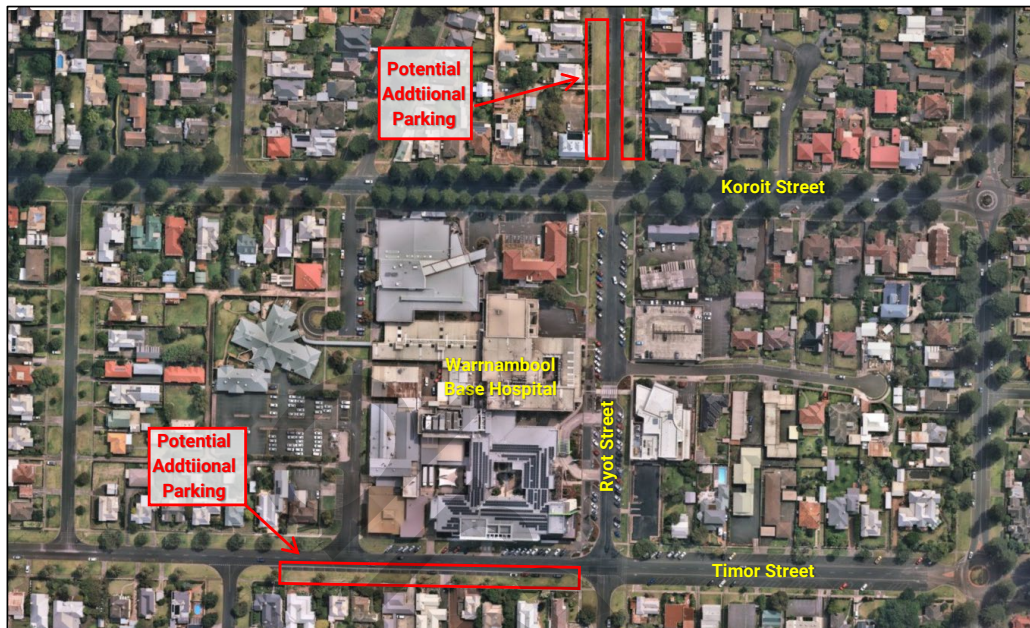 Potential
Addtiional
Parking
Koroit Street
Warrnambool
Base Hospital
Ryot Street
Potential
Addtiional
Parking
Timor Street